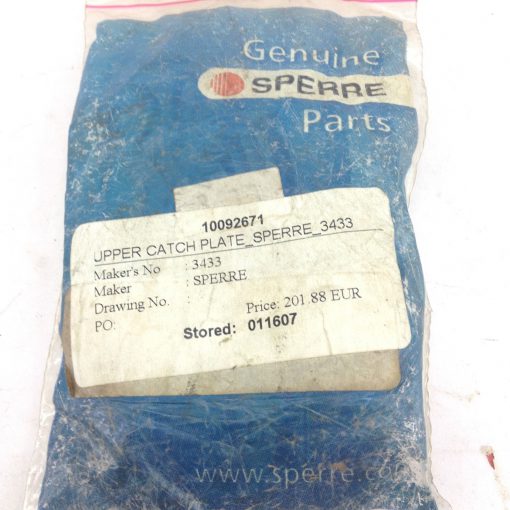 Genuine
SPERRE
Parts
10092671
UPPER CATCH PLATE_SPERRE_3433
Maker's No : 3433
Maker : SPERRE
Drawing No. :
Price: 201.88 EUR
PO:
Stored: 011607
www.sperre.co